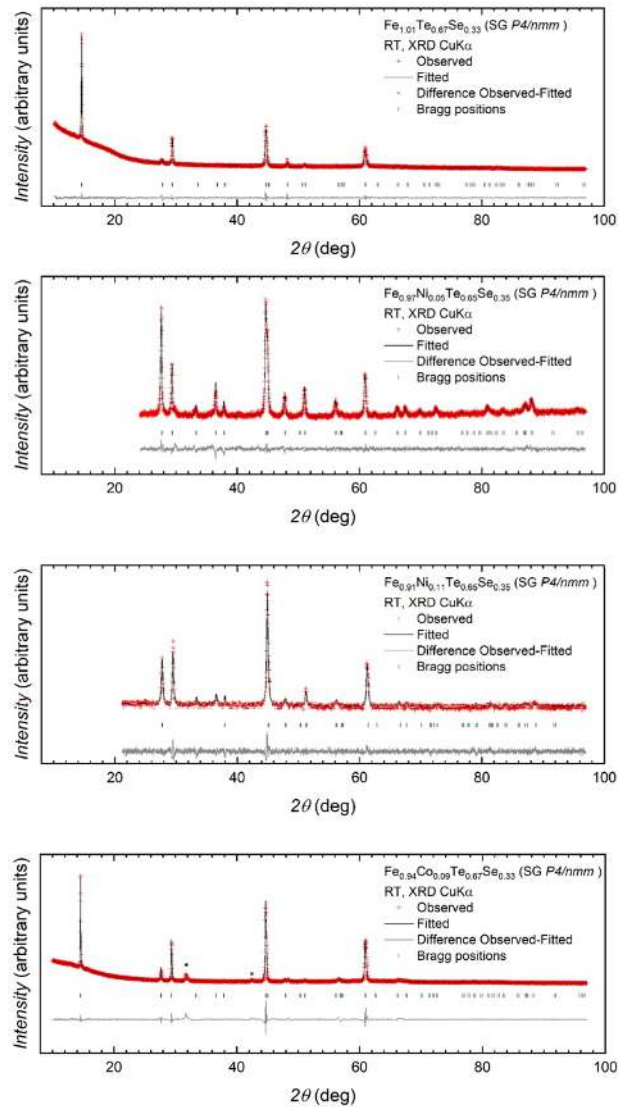 Fe1.01Te0.67Se0.33 (SG P4/nmm )
RT, XRD CuKα
Observed
Fitted
Difference Observed-Fitted
Bragg positions
Intensity (arbitrary units)
20 40 60 80 100
2θ (deg)
Fe0.97Ni0.05Te0.65Se0.35 (SG P4/nmm )
RT, XRD CuKα
Observed
Fitted
Difference Observed-Fitted
Bragg positions
Intensity (arbitrary units)
20 40 60 80 100
2θ (deg)
Fe0.91Ni0.11Te0.65Se0.35 (SG P4/nmm )
RT, XRD CuKα
Observed
Fitted
Difference Observed-Fitted
Bragg positions
Intensity (arbitrary units)
20 40 60 80 100
2θ (deg)
Fe0.94Co0.09Te0.67Se0.33 (SG P4/nmm )
RT, XRD CuKα
Observed
Fitted
Difference Observed-Fitted
Bragg positions
Intensity (arbitrary units)
20 40 60 80 100
2θ (deg)